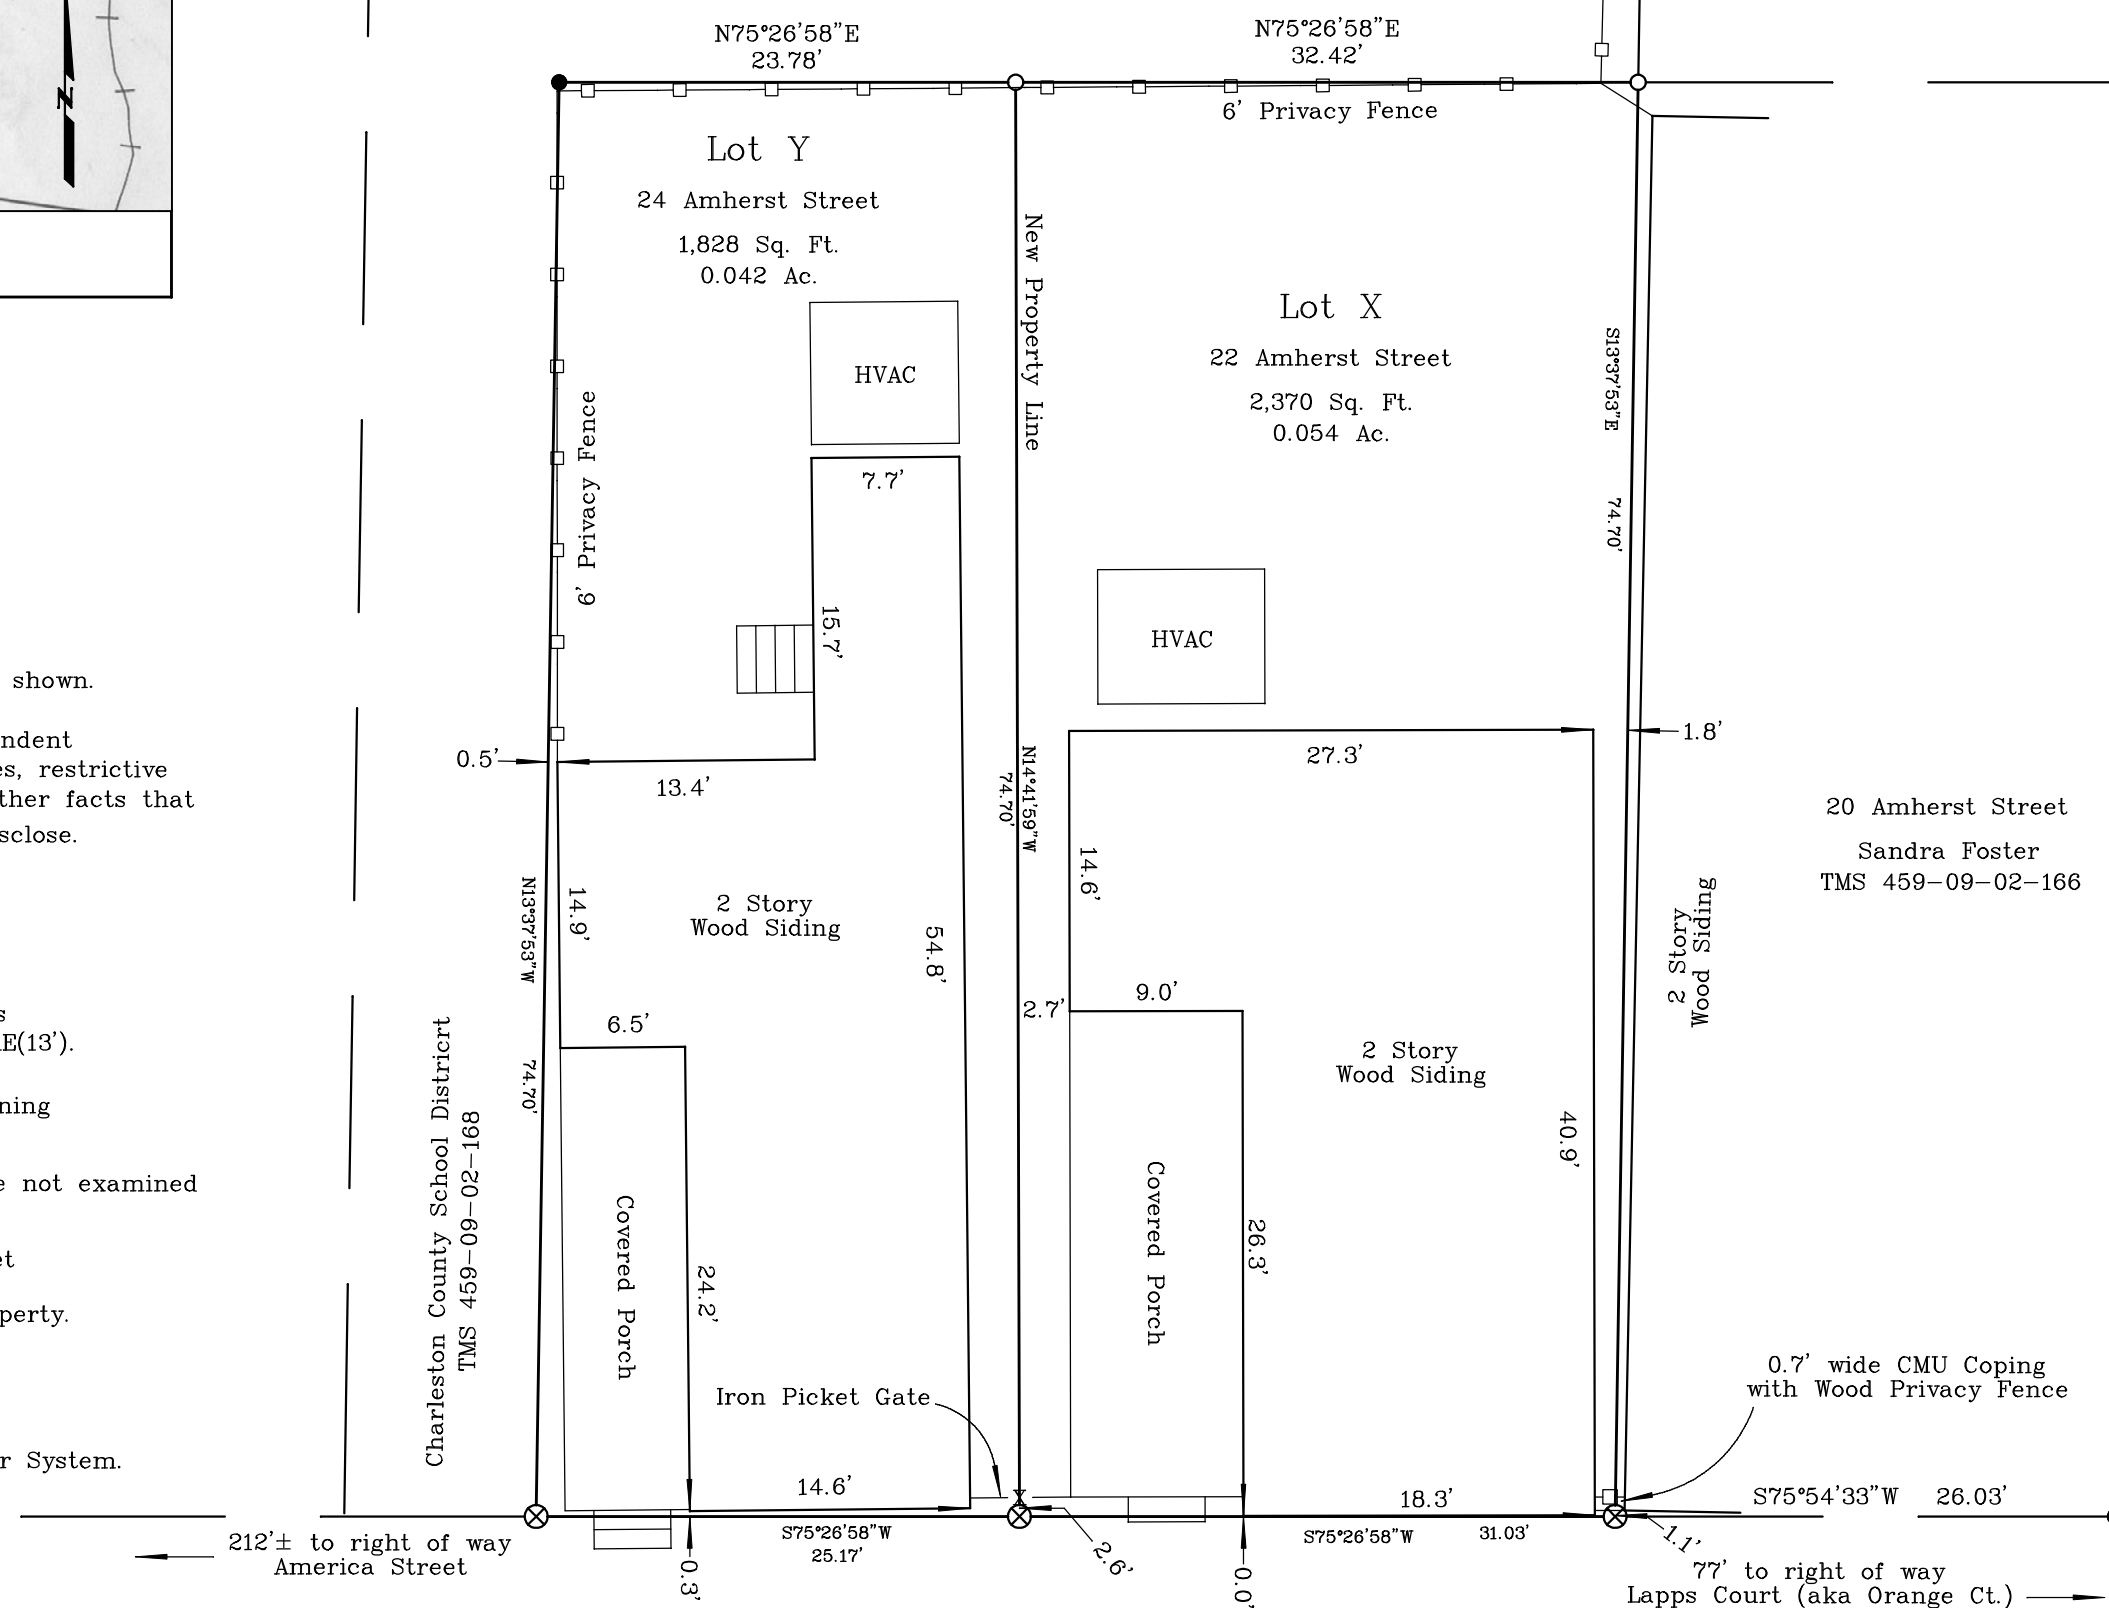 N
N75°26'58"E
23.78'
N75°26'58"E
32.42'
6' Privacy Fence
Lot Y
24 Amherst Street
1,828 Sq. Ft.
0.042 Ac.
HVAC
New Property Line
Lot X
22 Amherst Street
2,370 Sq. Ft.
0.054 Ac.
S13°37'53"E
74.70'
6' Privacy Fence
7.7'
15.7'
HVAC
shown.
ndent
es, restrictive
ther facts that
sclose.
0.5'
13.4'
27.3'
1.8'
N14°41'59"W
74.70'
20 Amherst Street
Sandra Foster
TMS 459-09-02-166
N13°37'53"W
74.70'
14.9'
2 Story
Wood Siding
54.8'
14.6'
2 Story
Wood Siding
s
E(13').
6.5'
2.7'
9.0'
2 Story
Wood Siding
40.9'
ning
Charleston County School Districrt
TMS 459-09-02-168
e not examined
Covered Porch
24.2'
Covered Porch
26.3'
et
perty.
0.7' wide CMU Coping
with Wood Privacy Fence
Iron Picket Gate
r System.
14.6'
18.3'
S75°54'33"W 26.03'
212'± to right of way
America Street
S75°26'58"W
25.17'
S75°26'58"W 31.03'
0.3'
2.6'
0.0'
1.1'
77' to right of way
Lapps Court (aka Orange Ct.)